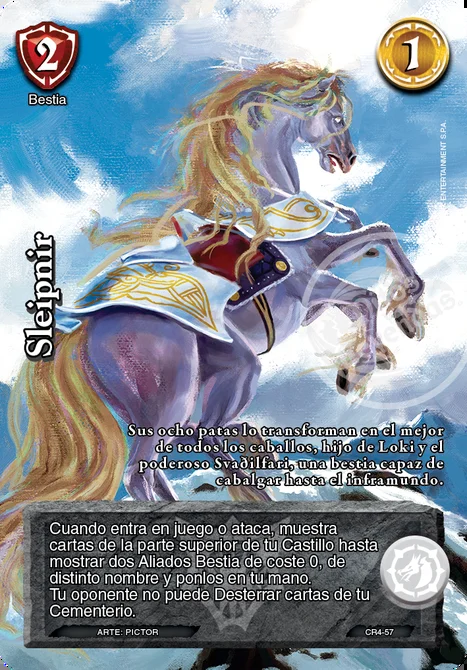 2
1
Bestia
ENTERTAINMENT S.P.A.
Sleipnir
Sus ocho patas lo transforman en el mejor
de todos los caballos, hijo de Loki y el
poderoso Svaðilfari, una bestia capaz de
cabalgar hasta el inframundo.
Cuando entra en juego o ataca, muestra
cartas de la parte superior de tu Castillo hasta
mostrar dos Aliados Bestia de coste 0, de
distinto nombre y ponlos en tu mano.
Tu oponente no puede Desterrar cartas de tu
Cementerio.
ARTE: PICTOR
CR4-57